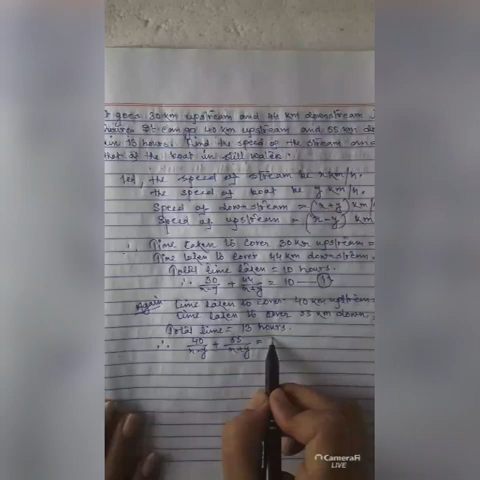 goes 30 km upstream and 44 km downstream
hours. It can go 40 km upstream and 55 km
in 13 hours. Find the speed of the stream and
that of the boat in still water.
Let, the speed of stream be x km/h.
the speed of boat be y km/h.
Speed of downstream = (x+y) km/
Speed of upstream = (x-y) km
∴ Time taken to cover 30 km upstream =
Time taken to cover 44 km downstream
Total time taken = 10 hours.
∴ 30/x-y + 44/x+y = 10 — (1)
Again time taken to cover 40 km upstream
time taken to cover 55 km down
Total time = 13 hours.
∴ 40/x-y + 55/x+y =
CameraFi
LIVE